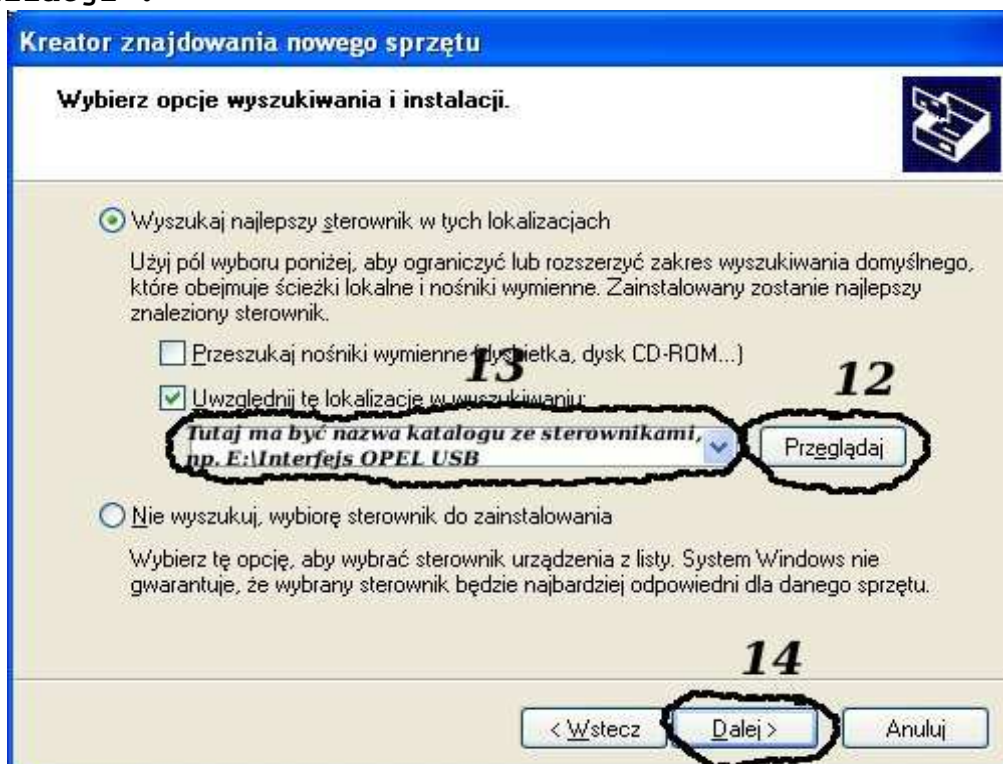 Kreator znajdowania nowego sprzętu
Wybierz opcje wyszukiwania i instalacji.
Wyszukaj najlepszy sterownik w tych lokalizacjach
Użyj pól wyboru poniżej, aby ograniczyć lub rozszerzyć zakres wyszukiwania domyślnego,
które obejmuje ścieżki lokalne i nośniki wymienne. Zainstalowany zostanie najlepszy
znaleziony sterownik.
Przeszukaj nośniki wymienne (dyskietka, dysk CD-ROM...)
13
12
Uwzględnij tę lokalizację w wyszukiwaniu:
Tutaj ma być nazwa katalogu ze sterownikami,
np. E:\Interfejs OPEL USB
Przeglądaj
Nie wyszukuj, wybiorę sterownik do zainstalowania
Wybierz tę opcję, aby wybrać sterownik urządzenia z listy. System Windows nie
gwarantuje, że wybrany sterownik będzie najbardziej odpowiedni dla danego sprzętu.
14
< Wstecz
Dalej >
Anuluj